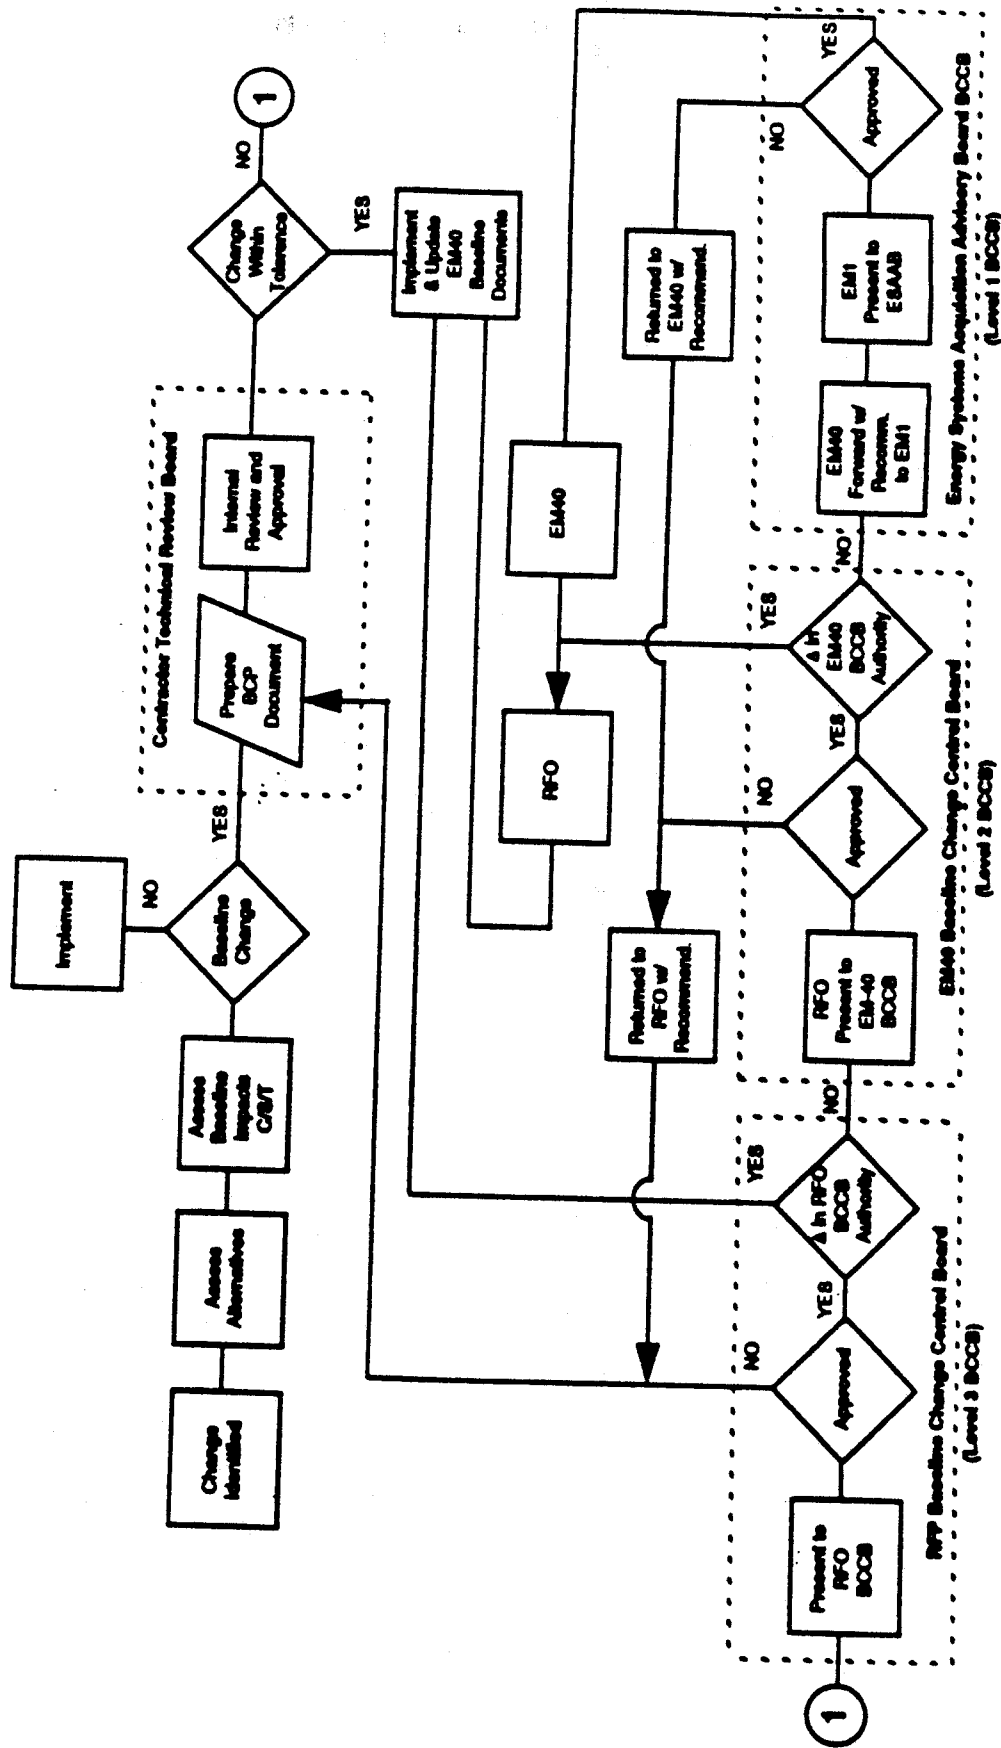 Change
Identified
Assess
Alternatives
Assess
Baseline
Impacts
C/S/T
Baseline
Change
NO
Implement
YES
Contractor Technical Review Board
Prepare
BCP
Document
Internal
Review and
Approval
Change
Within
Tolerence
NO
1
YES
Implement
& Update
EM40
Baseline
Documents
RFO
EM40
Returned to
RFO w/
Recommend.
Returned to
EM40 w/
Recommend.
1
Present to
RFO
BCCB
Approved
NO
YES
Δ in RFO
BCCB
Authority
YES
NO
RFP Baseline Change Control Board
(Level 3 BCCB)
RFO
Present to
EM-40
BCCB
Approved
NO
YES
Δ in
EM40
BCCB
Authority
YES
NO
EM40 Baseline Change Control Board
(Level 2 BCCB)
EM40
Forward w/
Recomm.
to EM1
EM1
Present to
ESAAB
Approved
NO
YES
Energy Systems Acquisition Advisory Board BCCB
(Level 1 BCCB)